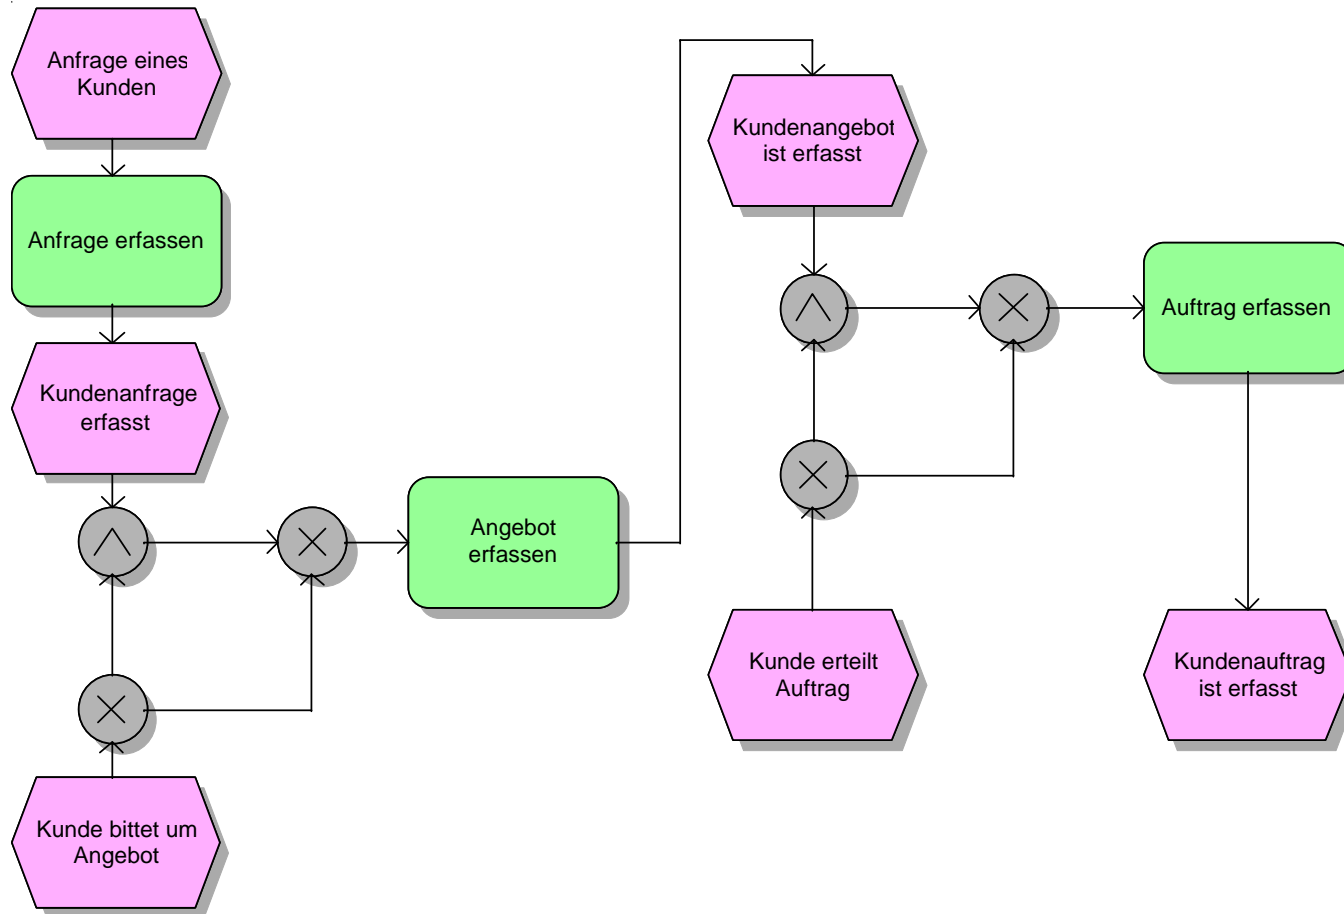 Anfrage eines
Kunden
Anfrage erfassen
Kundenanfrage
erfasst
Kunde bittet um
Angebot
Angebot
erfassen
Kundenangebot
ist erfasst
Kunde erteilt
Auftrag
Auftrag erfassen
Kundenauftrag
ist erfasst